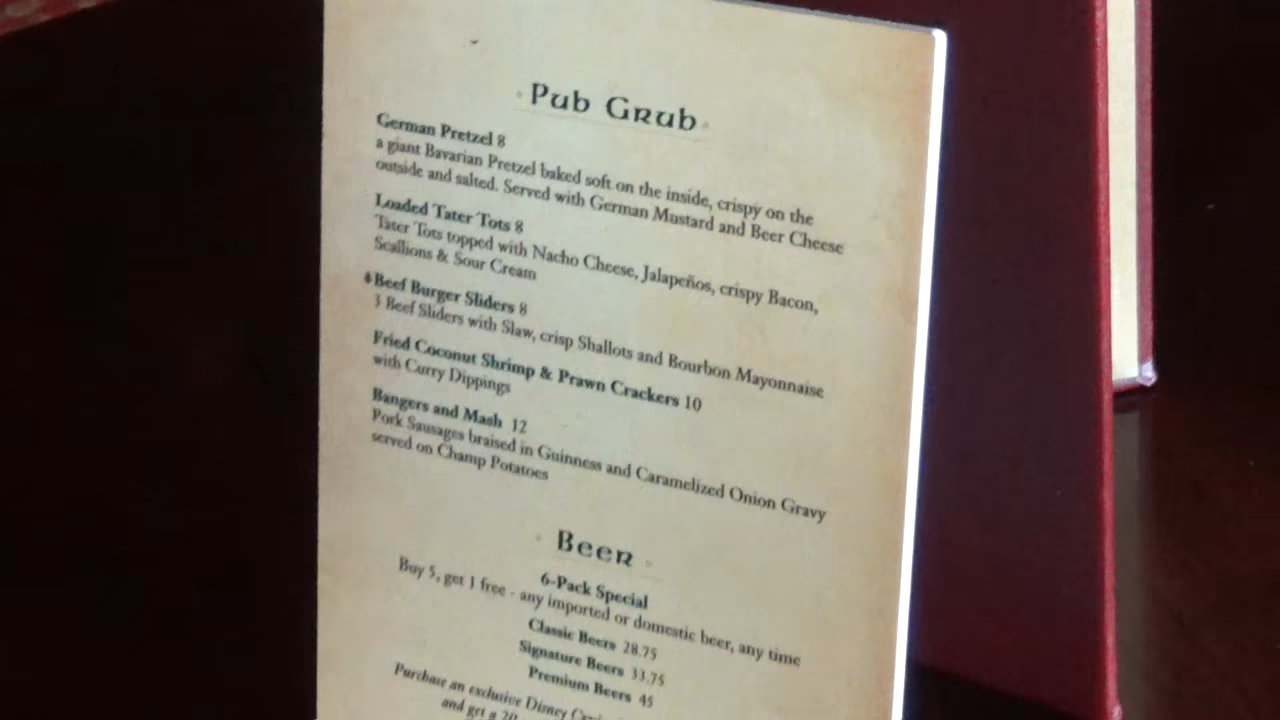 Pub Grub
German Pretzel 8
a giant Bavarian Pretzel baked soft on the inside, crispy on the
outside and salted. Served with German Mustard and Beer Cheese
Loaded Tater Tots 8
Tater Tots topped with Nacho Cheese, Jalapeños, crispy Bacon,
Scallions & Sour Cream
Beef Burger Sliders 8
3 Beef Sliders with Slaw, crisp Shallots and Bourbon Mayonnaise
Fried Coconut Shrimp & Prawn Crackers 10
with Curry Dippings
Bangers and Mash 12
Pork Sausages braised in Guinness and Caramelized Onion Gravy
served on Champ Potatoes
Beer
6-Pack Special
Buy 5, get 1 free - any imported or domestic beer, any time
Classic Beers 28.75
Signature Beers 33.75
Premium Beers 45
Purchase an exclusive Disney
and get a 20